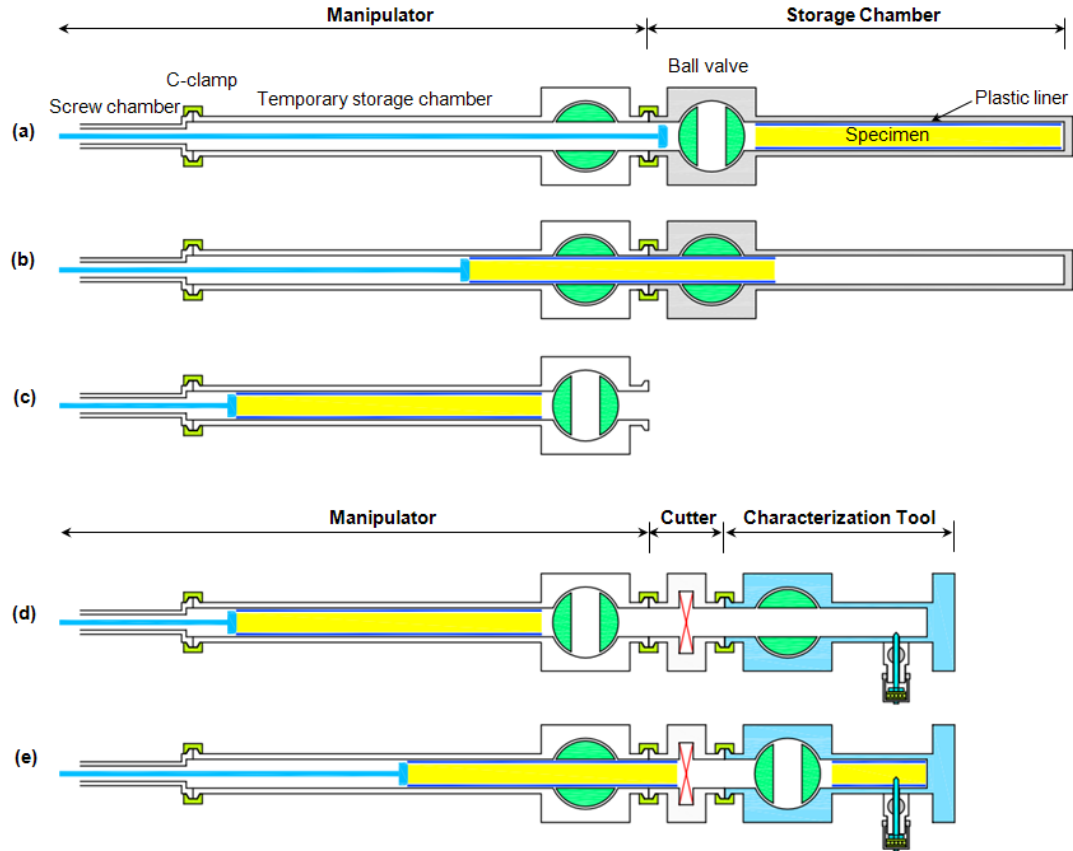 Manipulator
Storage Chamber
C-clamp
Ball valve
Screw chamber
Temporary storage chamber
Plastic liner
(a)
Specimen
(b)
(c)
Manipulator
Cutter
Characterization Tool
(d)
(e)